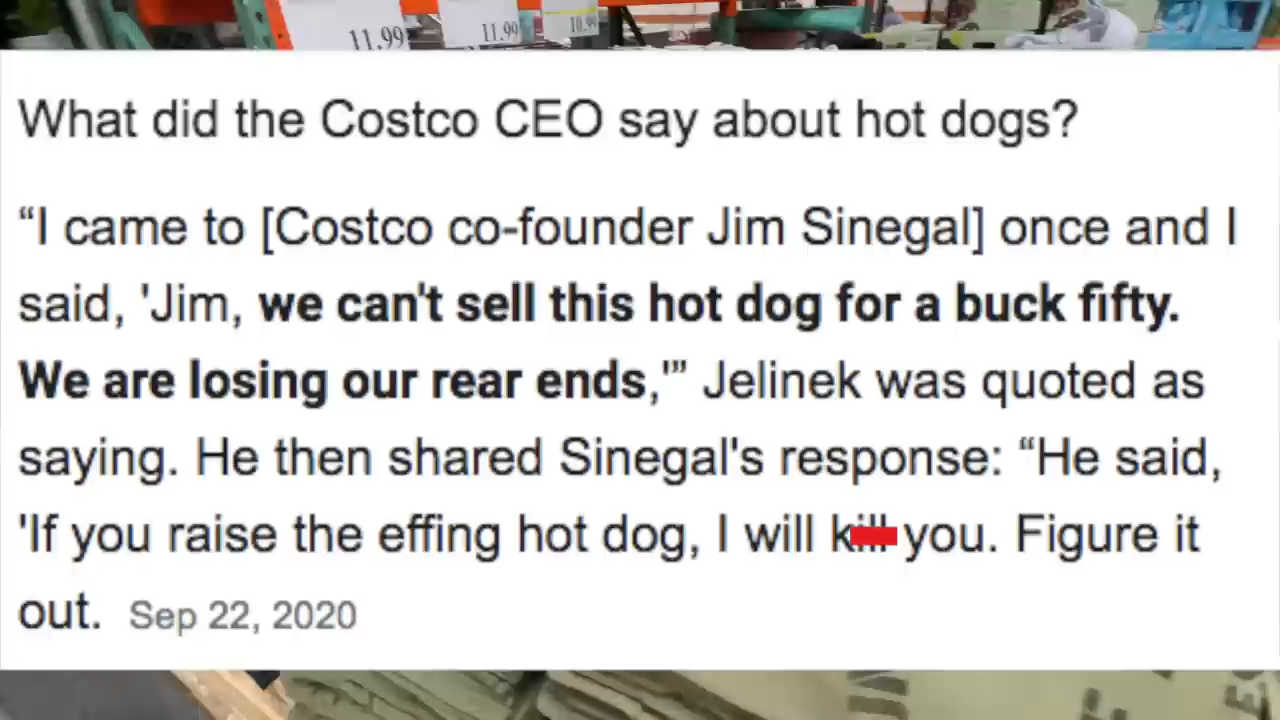 11.99 11.99 10.99
What did the Costco CEO say about hot dogs?
“I came to [Costco co-founder Jim Sinegal] once and I
said, 'Jim, we can't sell this hot dog for a buck fifty.
We are losing our rear ends,'” Jelinek was quoted as
saying. He then shared Sinegal's response: “He said,
'If you raise the effing hot dog, I will kill you. Figure it
out. Sep 22, 2020